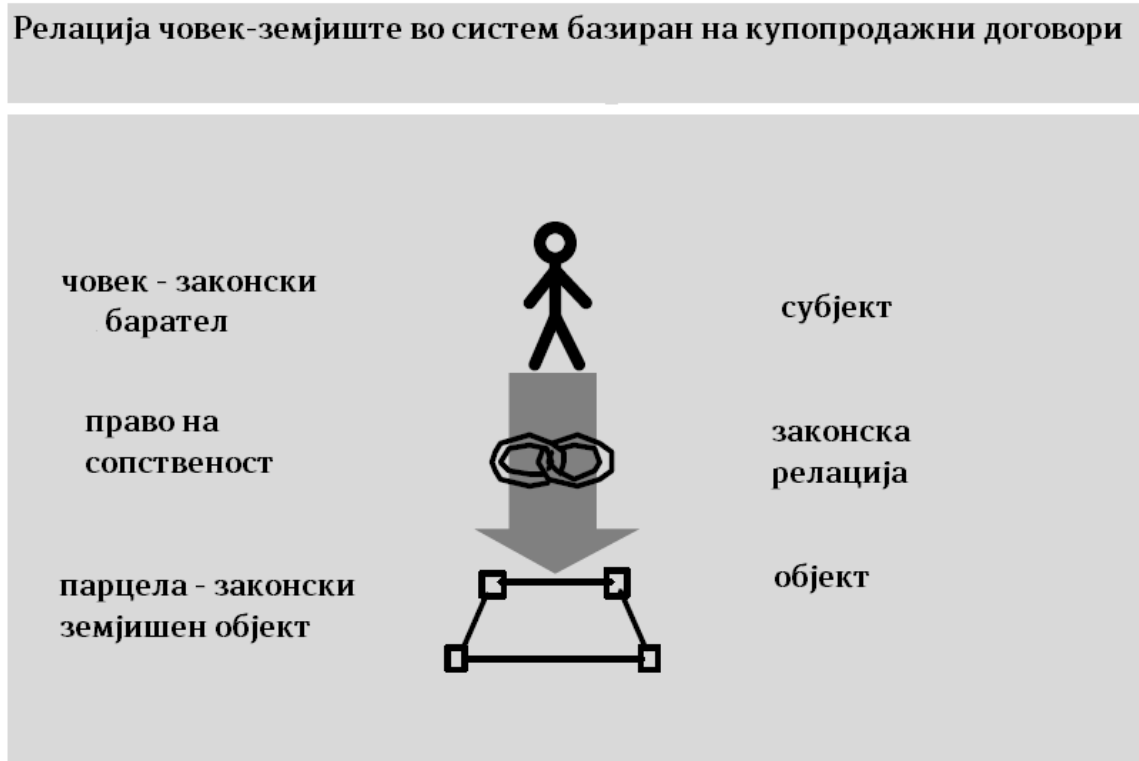 Релација човек-земјиште во систем базиран на купопродажни договори
човек - законски
барател
субјект
право на
сопственост
законска
релација
парцела - законски
земјишен објект
објект